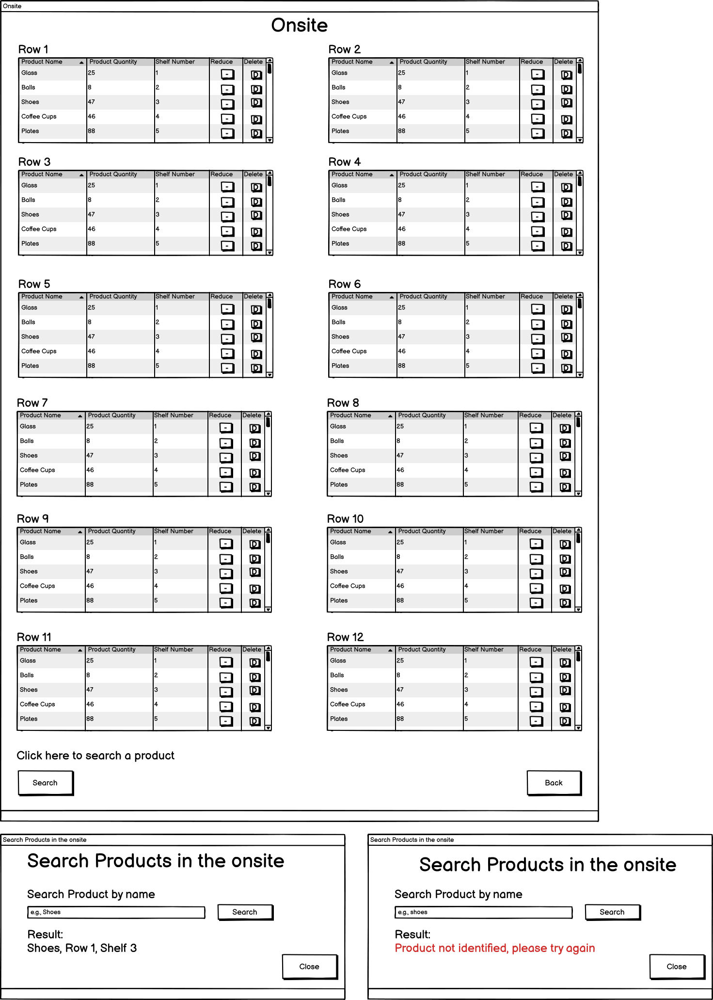 Onsite
Onsite
Row 1
Product Name Product Quantity Shelf Number Reduce Delete
Glass 25 1 - D
Balls 8 2 - D
Shoes 47 3 - D
Coffee Cups 46 4 - D
Plates 88 5 - D
Row 2
Product Name Product Quantity Shelf Number Reduce Delete
Glass 25 1 - D
Balls 8 2 - D
Shoes 47 3 - D
Coffee Cups 46 4 - D
Plates 88 5 - D
Row 3
Product Name Product Quantity Shelf Number Reduce Delete
Glass 25 1 - D
Balls 8 2 - D
Shoes 47 3 - D
Coffee Cups 46 4 - D
Plates 88 5 - D
Row 4
Product Name Product Quantity Shelf Number Reduce Delete
Glass 25 1 - D
Balls 8 2 - D
Shoes 47 3 - D
Coffee Cups 46 4 - D
Plates 88 5 - D
Row 5
Product Name Product Quantity Shelf Number Reduce Delete
Glass 25 1 - D
Balls 8 2 - D
Shoes 47 3 - D
Coffee Cups 46 4 - D
Plates 88 5 - D
Row 6
Product Name Product Quantity Shelf Number Reduce Delete
Glass 25 1 - D
Balls 8 2 - D
Shoes 47 3 - D
Coffee Cups 46 4 - D
Plates 88 5 - D
Row 7
Product Name Product Quantity Shelf Number Reduce Delete
Glass 25 1 - D
Balls 8 2 - D
Shoes 47 3 - D
Coffee Cups 46 4 - D
Plates 88 5 - D
Row 8
Product Name Product Quantity Shelf Number Reduce Delete
Glass 25 1 - D
Balls 8 2 - D
Shoes 47 3 - D
Coffee Cups 46 4 - D
Plates 88 5 - D
Row 9
Product Name Product Quantity Shelf Number Reduce Delete
Glass 25 1 - D
Balls 8 2 - D
Shoes 47 3 - D
Coffee Cups 46 4 - D
Plates 88 5 - D
Row 10
Product Name Product Quantity Shelf Number Reduce Delete
Glass 25 1 - D
Balls 8 2 - D
Shoes 47 3 - D
Coffee Cups 46 4 - D
Plates 88 5 - D
Row 11
Product Name Product Quantity Shelf Number Reduce Delete
Glass 25 1 - D
Balls 8 2 - D
Shoes 47 3 - D
Coffee Cups 46 4 - D
Plates 88 5 - D
Row 12
Product Name Product Quantity Shelf Number Reduce Delete
Glass 25 1 - D
Balls 8 2 - D
Shoes 47 3 - D
Coffee Cups 46 4 - D
Plates 88 5 - D
Click here to search a product
Search
Back
Search Products in the onsite
Search Products in the onsite
Search Product by name
e.g., Shoes
Search
Result:
Shoes, Row 1, Shelf 3
Close
Search Products in the onsite
Search Products in the onsite
Search Product by name
e.g., shoes
Search
Result:
Product not identified, please try again
Close